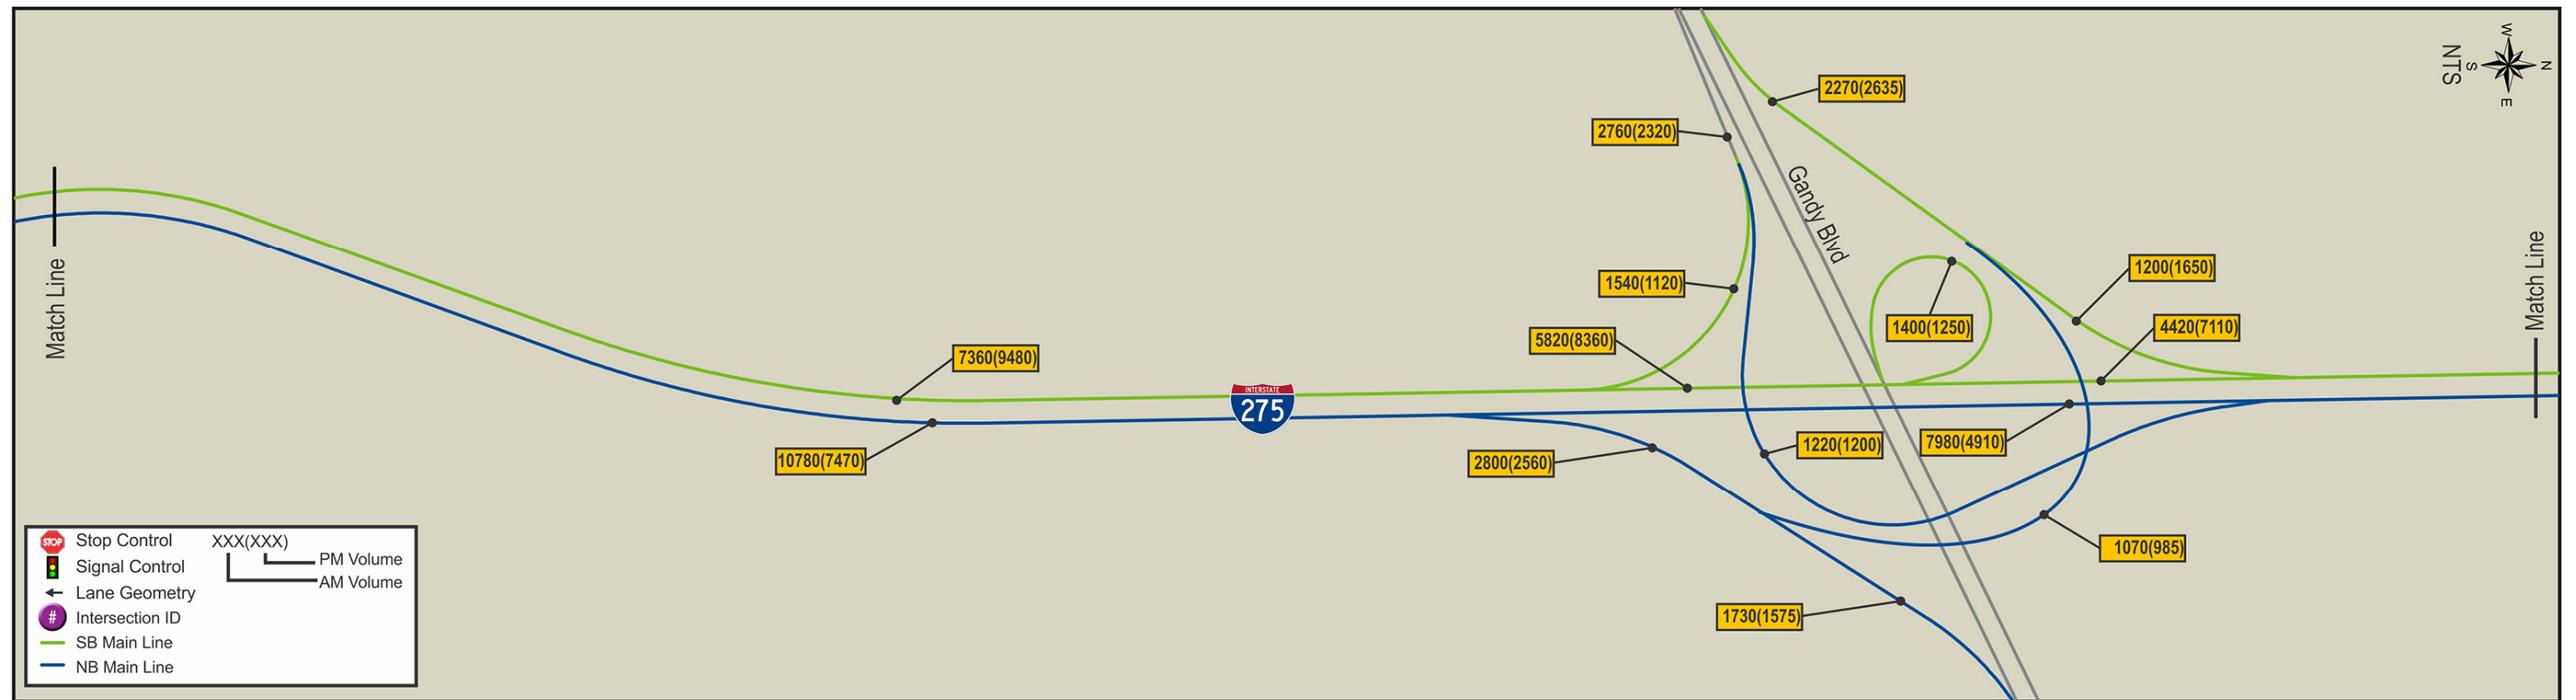 W
N
S
E
NTS
2270(2635)
2760(2320)
Gandy Blvd
1540(1120)
1400(1250)
1200(1650)
4420(7110)
5820(8360)
7360(9480)
Match Line
Match Line
INTERSTATE
275
10780(7470)
2800(2560)
1220(1200)
7980(4910)
1070(985)
1730(1575)
STOP
Stop Control
XXX(XXX)
PM Volume
AM Volume
Signal Control
Lane Geometry
# Intersection ID
SB Main Line
NB Main Line